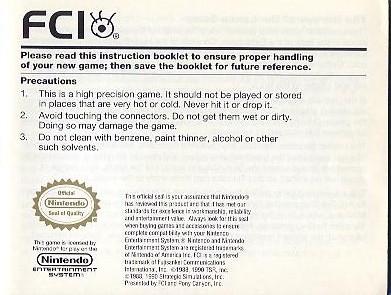 FCI®
Please read this instruction booklet to ensure proper handling
of your new game; then save the booklet for future reference.
Precautions
1. This is a high precision game. It should not be played or stored
in places that are very hot or cold. Never hit it or drop it.
2. Avoid touching the connectors. Do not get them wet or dirty.
Doing so may damage the game.
3. Do not clean with benzene, paint thinner, alcohol or other
such solvents.
Official
Nintendo
Seal of Quality
This game is licensed by
Nintendo® for play on the
Nintendo
ENTERTAINMENT
SYSTEM®
This official seal is your assurance that Nintendo®
has reviewed this product and that it has met our
standards for excellence in workmanship, reliability
and entertainment value. Always look for this seal
when buying games and accessories to ensure
complete compatibility with your Nintendo
Entertainment System.® Nintendo and Nintendo
Entertainment System are registered trademarks
of Nintendo of America Inc. FCI is a registered
trademark of Fujisankei Communications
International, Inc. ©1988, 1990 TSR, Inc.
©1988, 1990 Strategic Simulations, Inc.
Presented by FCI and Pony Canyon, Inc.